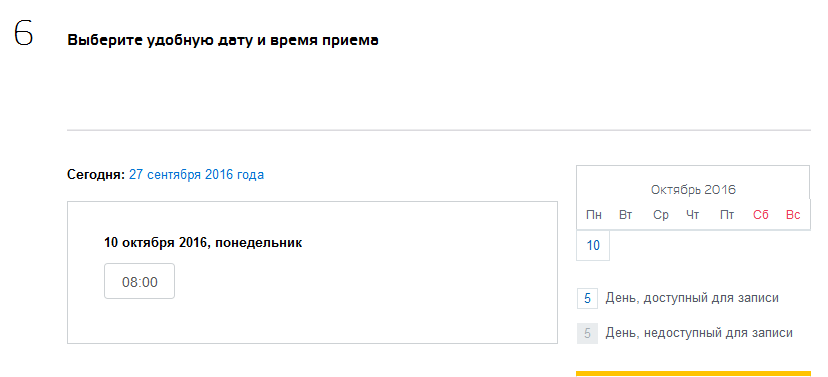 6
Выберите удобную дату и время приема
Сегодня: 27 сентября 2016 года
10 октября 2016, понедельник
08:00
Октябрь 2016
Пн Вт Ср Чт Пт Сб Вс
10
5 День, доступный для записи
5 День, недоступный для записи